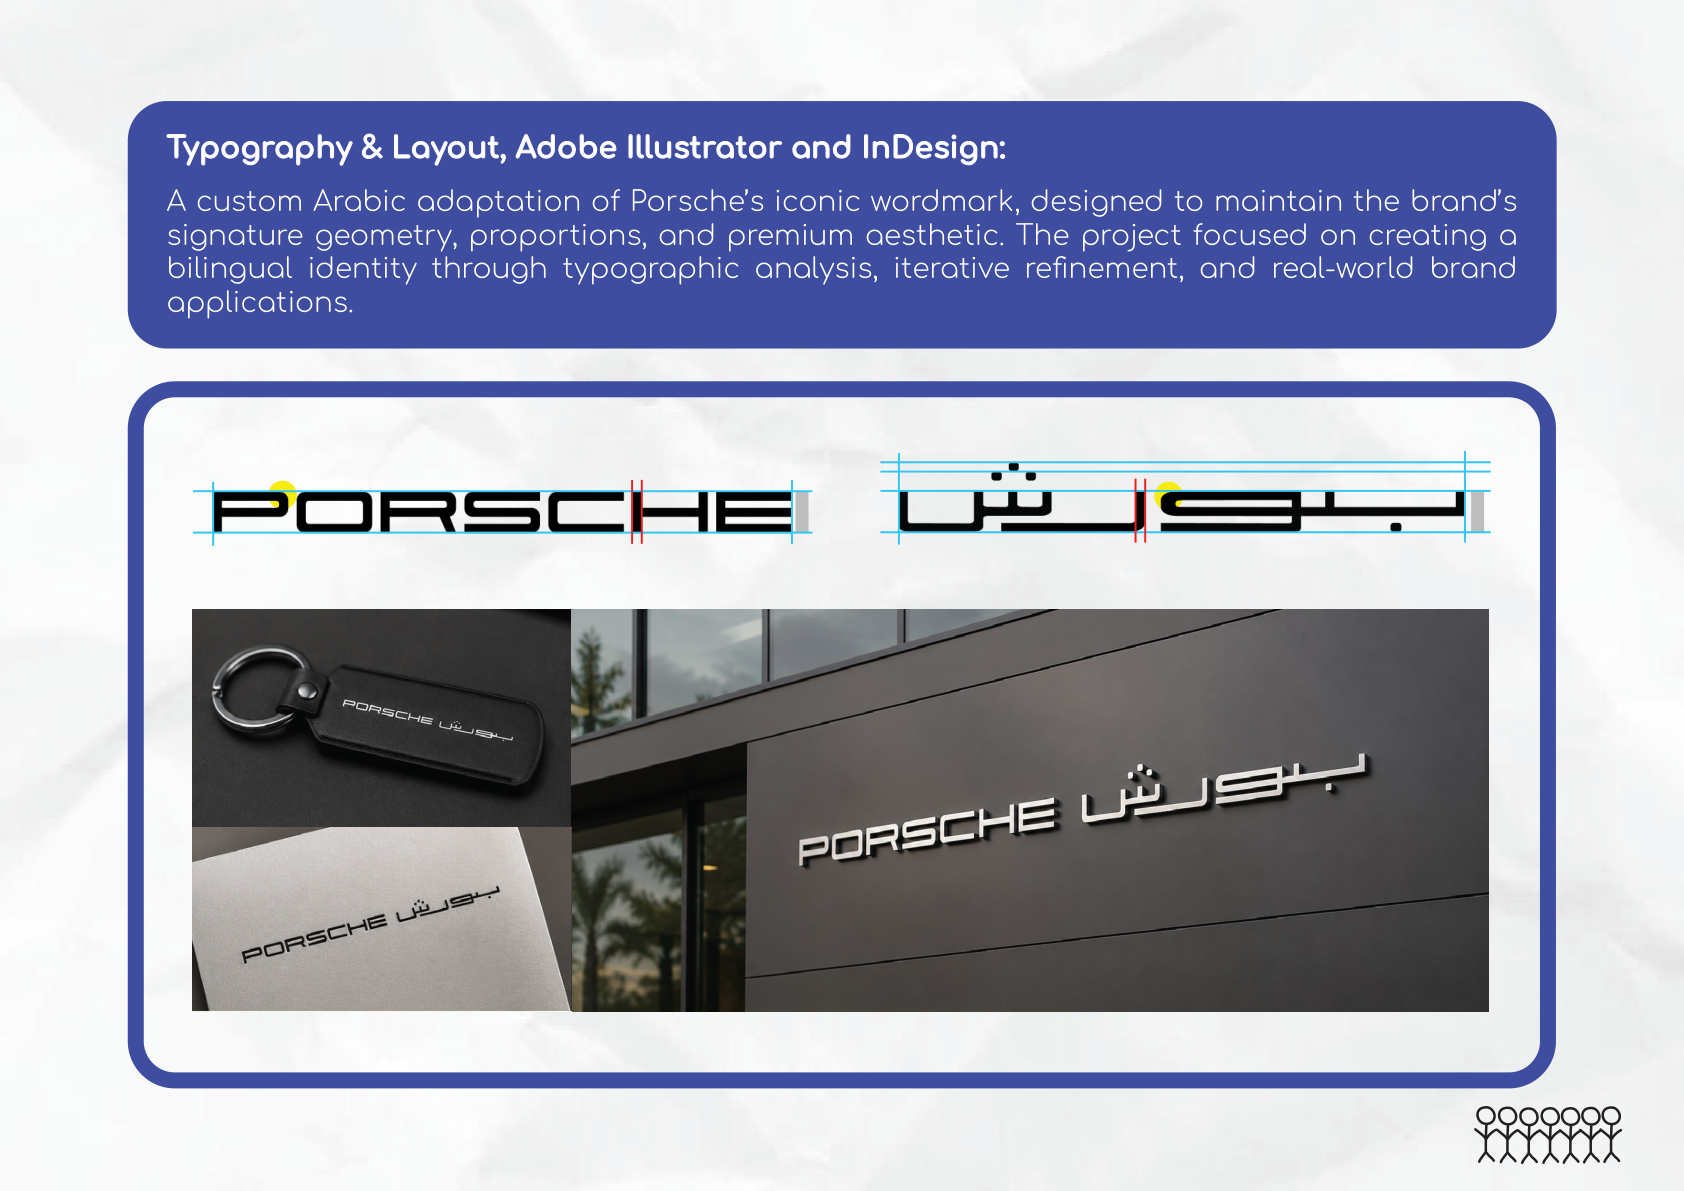 Typography & Layout, Adobe Illustrator and InDesign:
A custom Arabic adaptation of Porsche’s iconic wordmark, designed to maintain the brand’s
signature geometry, proportions, and premium aesthetic. The project focused on creating a
bilingual identity through typographic analysis, iterative refinement, and real-world brand
applications.
PORSCHE بورش
PORSCHE بورش
PORSCHE بورش
PORSCHE بورش